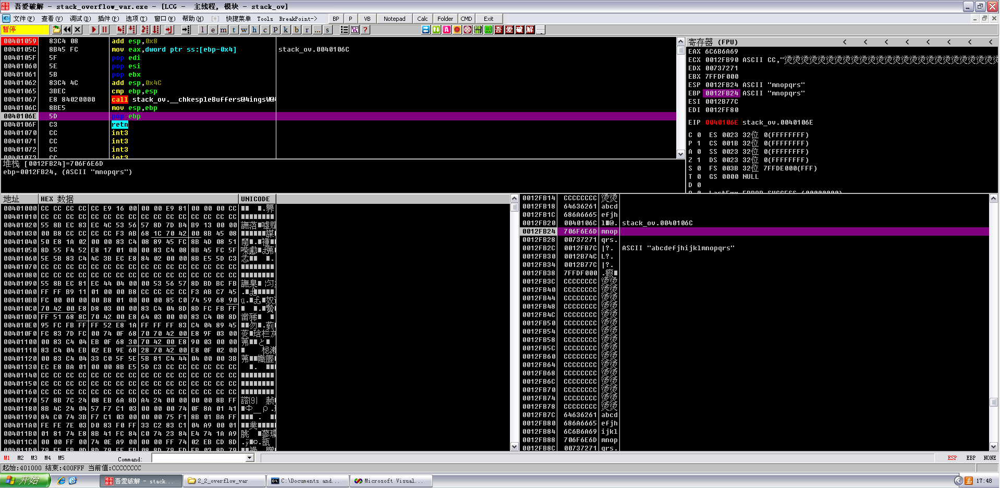 吾爱破解 - stack_overflow_var.exe - [LCG - 主线程, 模块 - stack_ov]
文件(F) 查看(V) 调试(D) 插件(P) 选项(T) 窗口(W) 帮助(H) [+] 快捷菜单 Tools BreakPoint-> BP P VB Notepad Calc Folder CMD Exit
暂停 l e m t w h c p k b r ... s ? 吾 爱 破 解
00401059 83C4 08 add esp,0x8
0040105C 8B45 FC mov eax,dword ptr ss:[ebp-0x4] stack_ov.0040106C
0040105F 5F pop edi
00401060 5E pop esi
00401061 5B pop ebx
00401062 83C4 4C add esp,0x4C
00401065 3BEC cmp ebp,esp
00401067 E8 84020000 call stack_ov.__chkespleBuffers@4ingsW@4
0040106C 8BE5 mov esp,ebp
0040106E 5D pop ebp
0040106F C3 retn
00401070 CC int3
00401071 CC int3
00401072 CC int3
00401073 CC int3
堆栈 [0012FB24]=706F6E6D
ebp=0012FB24, (ASCII "mnopqrs")
寄存器 (FPU) < < < < < < < <
EAX 6C6B6A69
ECX 0012FB90 ASCII CC,"烫烫烫烫烫烫烫烫烫烫烫烫烫烫烫烫烫烫烫烫烫烫烫烫烫
EDX 00737271
EBX 7FFDF000
ESP 0012FB24 ASCII "mnopqrs"
EBP 0012FB24 ASCII "mnopqrs"
ESI 0012B77C
EDI 0012FF80
EIP 0040106E stack_ov.0040106E
C 0 ES 0023 32位 0(FFFFFFFF)
P 1 CS 001B 32位 0(FFFFFFFF)
A 0 SS 0023 32位 0(FFFFFFFF)
Z 1 DS 0023 32位 0(FFFFFFFF)
S 0 FS 003B 32位 7FFDE000(FFF)
T 0 GS 0000 NULL
D 0
O 0 LastErr ERROR_SUCCESS (00000000)
地址 HEX 数据 UNICODE
00401000 CC CC CC CC CC E9 16 00 00 00 E9 81 00 00 00 CC
00401010 CC CC CC CC CC CC CC CC CC CC CC CC CC CC CC CC
00401020 55 8B EC 83 EC 4C 53 56 57 8D 7D B4 B9 13 00 00
00401030 00 B8 CC CC CC CC F3 AB 68 1C 70 42 00 8B 45 08
00401040 50 E8 1A 02 00 00 83 C4 08 89 45 FC 8B 4D 08 51
00401050 8D 55 F4 52 E8 17 01 00 00 83 C4 08 8B 45 FC 5F
00401060 5E 5B 83 C4 4C 3B EC E8 84 02 00 00 8B E5 5D C3
00401070 CC CC CC CC CC CC CC CC CC CC CC CC CC CC CC CC
00401080 CC CC CC CC CC CC CC CC CC CC CC CC CC CC CC CC
00401090 55 8B EC 81 EC 44 04 00 00 53 56 57 8D BD BC FB
004010A0 FF FF B9 11 01 00 00 B8 CC CC CC CC F3 AB C7 45
004010B0 FC 00 00 00 00 B8 01 00 00 00 85 C0 74 59 68 90
004010C0 70 42 00 E8 D8 03 00 00 83 C4 04 8D 8D FC FB FF
004010D0 FF 51 68 8C 70 42 00 E8 64 03 00 00 83 C4 08 8D
004010E0 95 FC FB FF FF 52 E8 1A FF FF FF 83 C4 04 89 45
004010F0 FC 83 7D FC 00 74 0F 68 70 70 42 00 E8 9F 03 00
00401100 00 83 C4 04 EB 0F 68 30 70 42 00 E8 90 03 00 00
00401110 83 C4 04 EB 02 EB 9E 68 28 70 42 00 E8 0F 02 00
00401120 00 83 C4 04 33 C0 5F 5E 5B 81 C4 44 04 00 00 3B
00401130 EC E8 BA 01 00 00 8B E5 5D C3 CC CC CC CC CC CC
00401140 CC CC CC CC CC CC CC CC CC CC CC CC CC CC CC CC
00401150 CC CC CC CC CC CC CC CC CC CC CC CC CC CC CC CC
00401160 CC CC CC CC CC CC CC CC CC CC CC CC CC CC CC CC
00401170 57 8B 7C 24 08 EB 6A 8D A4 24 00 00 00 00 8B FF
00401180 8B 4C 24 04 57 F7 C1 03 00 00 00 74 0F 8A 01 41
00401190 84 C0 74 3B F7 C1 03 00 00 00 75 F1 8B 01 BA FF
004011A0 FE FE 7E 03 D0 83 F0 FF 33 C2 83 C1 04 A9 00 01
004011B0 01 81 74 E8 8B 41 FC 84 C0 74 23 84 E4 74 1A A9
004011C0 00 00 FF 00 74 0E A9 00 00 00 FF 74 02 EB CD 8D
004011D0 79 FF EB 0D 8D 79 FE EB 08 8D 79 FD EB 03 8D 79
0012FB14 CCCCCCCC 烫烫
0012FB18 64636261 abcd
0012FB1C 686A6665 efjh
0012FB20 0040106C l■@. stack_ov.0040106C
0012FB24 706F6E6D mnop
0012FB28 00737271 qrs.
0012FB2C 0012FB7C |?. ASCII "abcdefjhijklmnopqrs"
0012FB30 0012B74C L?.
0012FB34 0012B77C |?.
0012FB38 7FFDF000 .瑕■
0012FB3C CCCCCCCC 烫烫
0012FB40 CCCCCCCC 烫烫
0012FB44 CCCCCCCC 烫烫
0012FB48 CCCCCCCC 烫烫
0012FB4C CCCCCCCC 烫烫
0012FB50 CCCCCCCC 烫烫
0012FB54 CCCCCCCC 烫烫
0012FB58 CCCCCCCC 烫烫
0012FB5C CCCCCCCC 烫烫
0012FB60 CCCCCCCC 烫烫
0012FB64 CCCCCCCC 烫烫
0012FB68 CCCCCCCC 烫烫
0012FB6C CCCCCCCC 烫烫
0012FB70 CCCCCCCC 烫烫
0012FB74 CCCCCCCC 烫烫
0012FB78 CCCCCCCC 烫烫
0012FB7C 64636261 abcd
0012FB80 686A6665 efjh
0012FB84 6C6B6A69 ijkl
0012FB88 706F6E6D mnop
0012FB8C 00737271 qrs.
M1 M2 M3 M4 M5 Command: ESP EBP NONE
起始:401000 结束:400FFF 当前值:CCCCCCCC
开始 吾爱破解 - stack... 2_2_overflow_var C:\Documents and... Microsoft Visual... 17:48